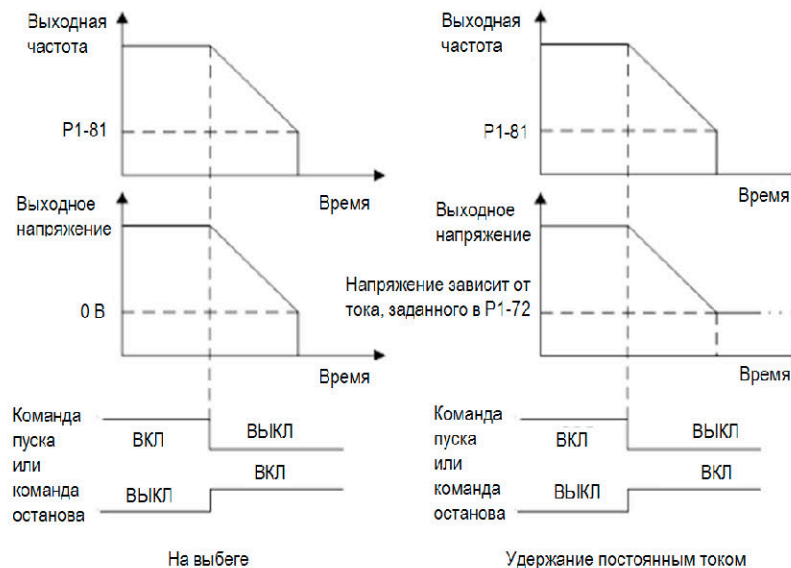 Выходная
частота
P1-81
Время
Выходное
напряжение
0 В
Время
Команда
пуска
или
команда
останова
ВКЛ
ВЫКЛ
ВЫКЛ
ВКЛ
На выбеге
Выходная
частота
P1-81
Время
Выходное
напряжение
Напряжение зависит от
тока, заданного в P1-72
Время
Команда
пуска
или
команда
останова
ВКЛ
ВЫКЛ
ВЫКЛ
ВКЛ
Удержание постоянным током